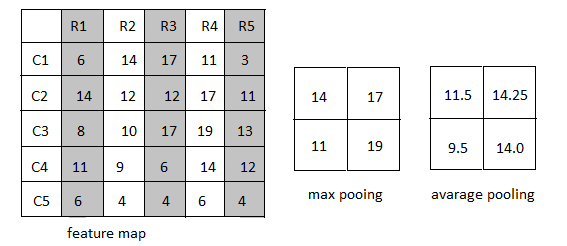 R1 R2 R3 R4 R5
C1 6 14 17 11 3
C2 14 12 12 17 11
C3 8 10 17 19 13
C4 11 9 6 14 12
C5 6 4 4 6 4
feature map
14 17
11 19
max pooing
11.5 14.25
9.5 14.0
avarage pooling